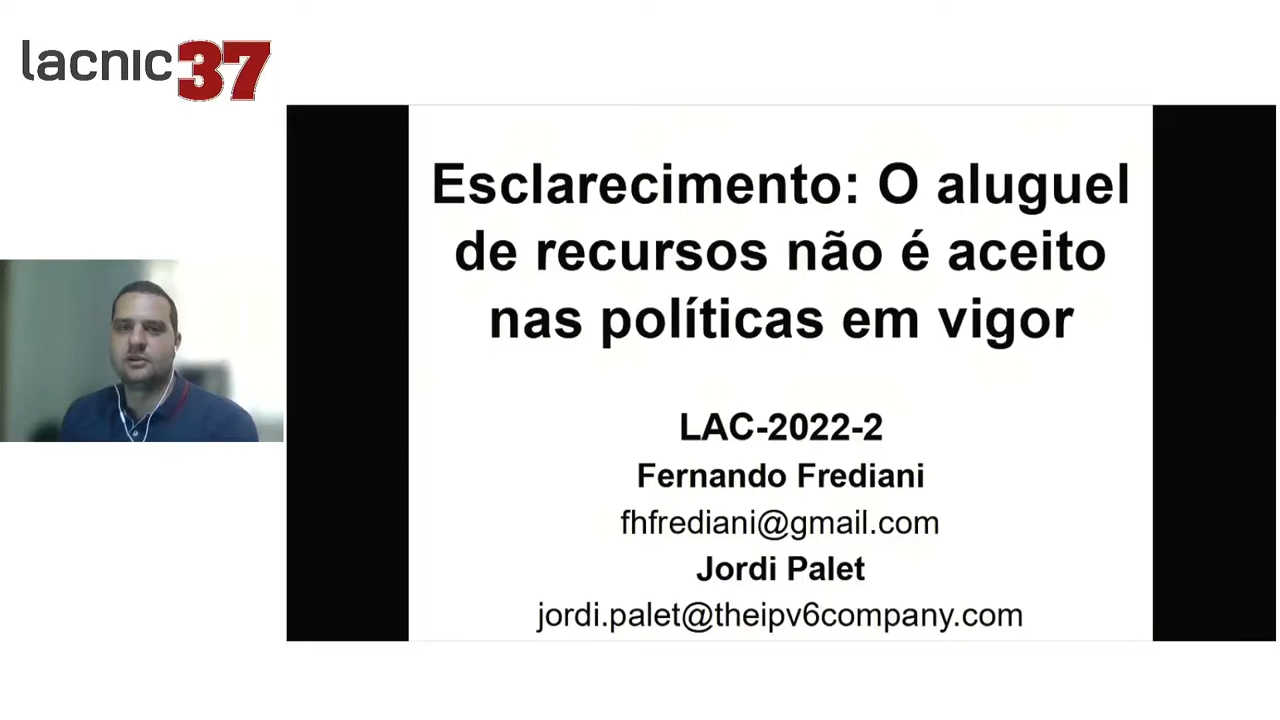 lacnic37
Esclarecimento: O aluguel
de recursos não é aceito
nas políticas em vigor
LAC-2022-2
Fernando Frediani
fhfrediani@gmail.com
Jordi Palet
jordi.palet@theipv6company.com